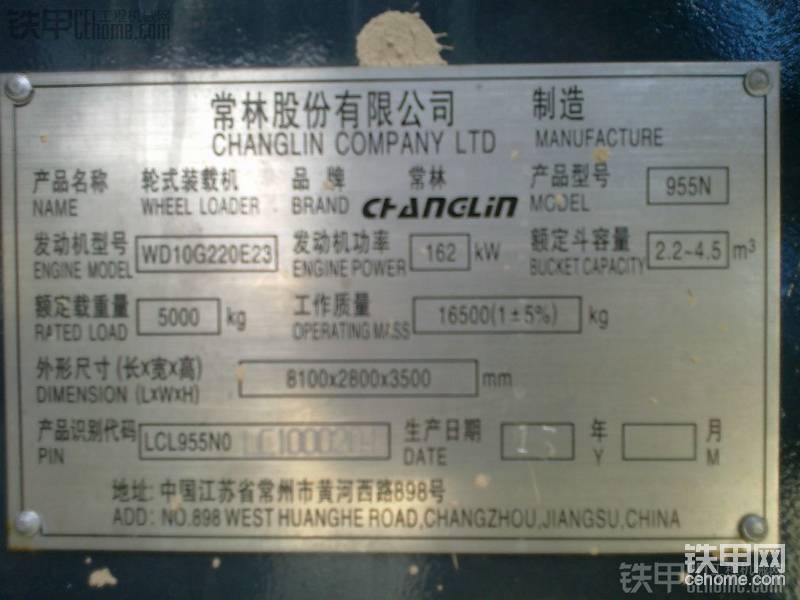 常林股份有限公司 制造
CHANGLIN COMPANY LTD MANUFACTURE
产品名称 轮式装载机 品牌 常林 产品型号 955N
NAME WHEEL LOADER BRAND CHANGLIN MODEL
发动机型号 WD10G220E23 发动机功率 162 kW 额定斗容量 2.2~4.5 m³
ENGINE MODEL ENGINE POWER BUCKET CAPACITY
额定载重量 5000 kg 工作质量 16500(1±5%) kg
RATED LOAD OPERATING MASS
外形尺寸(长x宽x高) 8100x2800x3500 mm
DIMENSION (LxWxH)
产品识别代码 LCL955N0 生产日期 年 月
PIN DATE Y M
地址: 中国江苏省常州市黄河西路898号
ADD: NO.898 WEST HUANGHE ROAD,CHANGZHOU,JIANGSU,CHINA
铁甲网
cehome.com